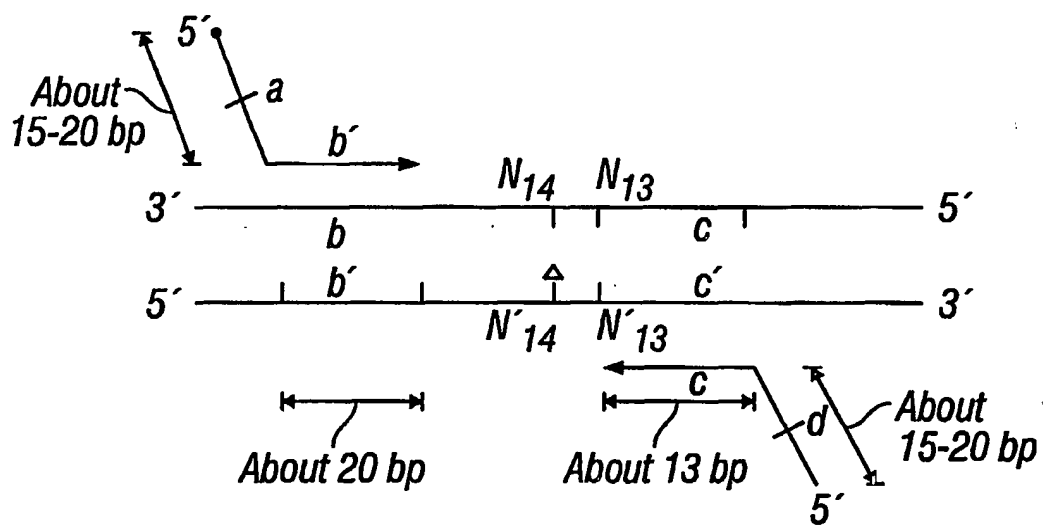 5′
About
15-20 bp
a
b′
N14 N13
3′ 5′
b c
b′ c′
5′ 3′
N′14 N′13
c
About 20 bp
About 13 bp
d
About
15-20 bp
5′